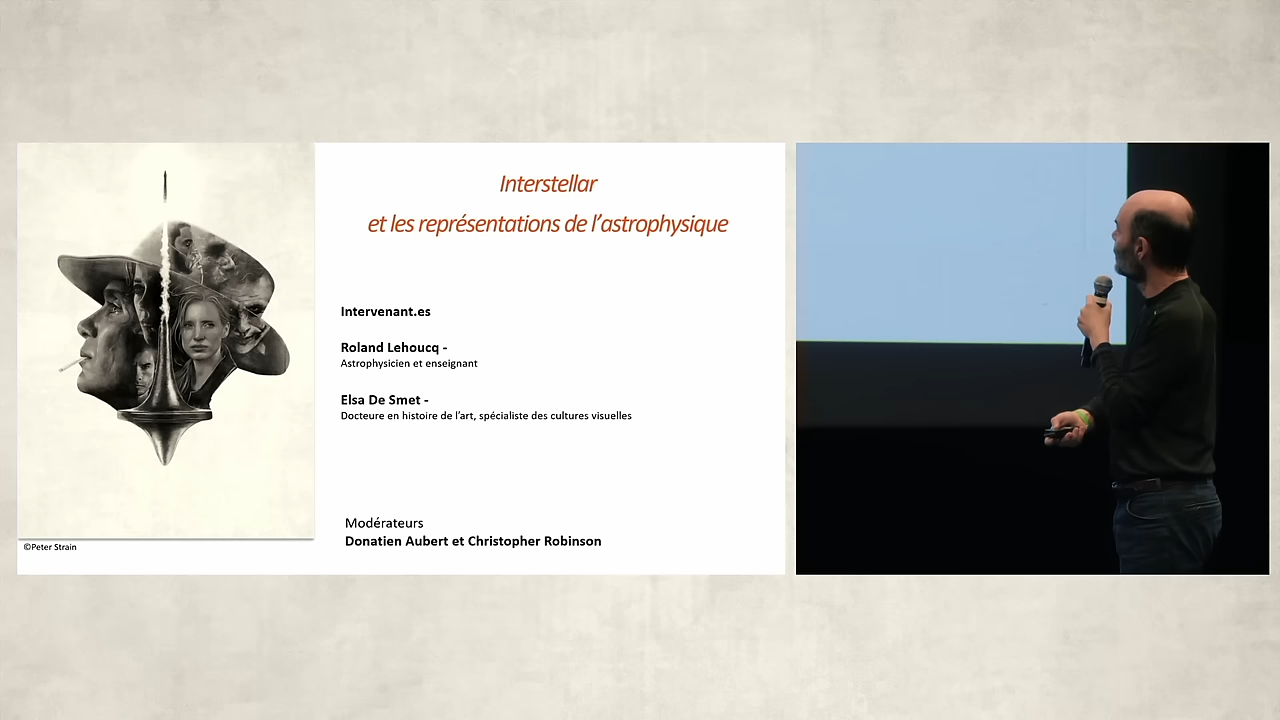 Interstellar
et les représentations de l'astrophysique
Intervenant.es
Roland Lehoucq -
Astrophysicien et enseignant
Elsa De Smet -
Docteure en histoire de l'art, spécialiste des cultures visuelles
Modérateurs
Donatien Aubert et Christopher Robinson
©Peter Strain